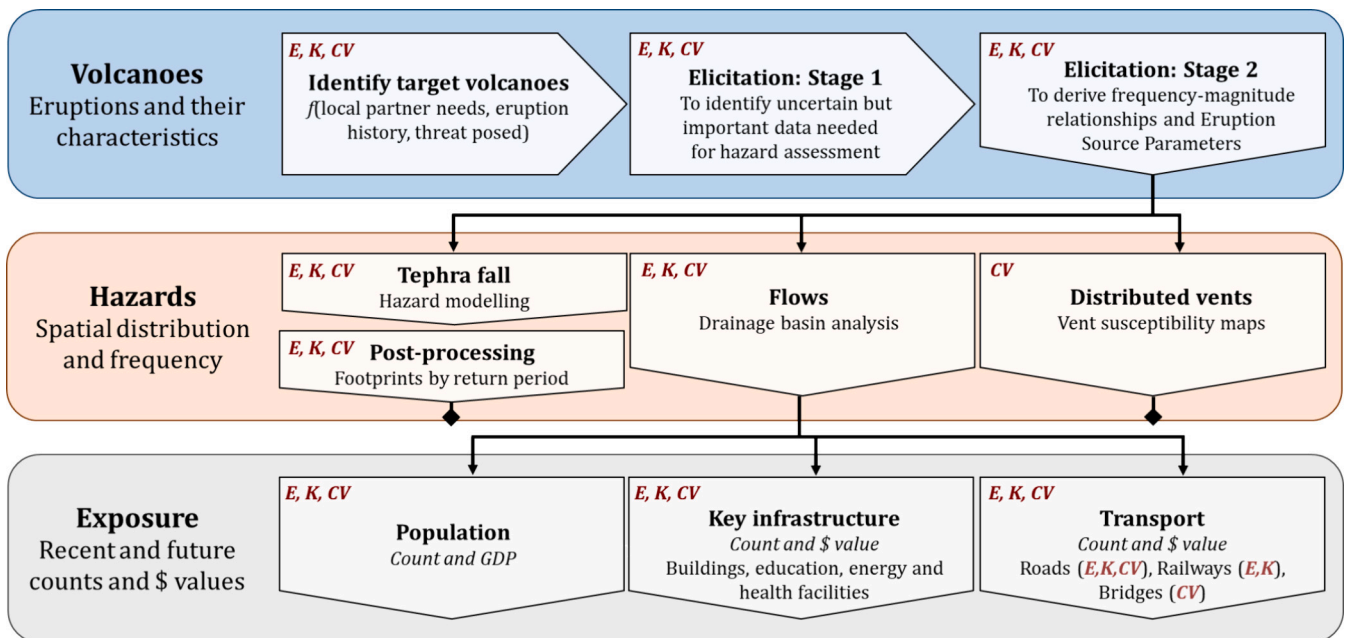 Volcanoes
Eruptions and their
characteristics
E, K, CV
Identify target volcanoes
f(local partner needs, eruption
history, threat posed)
E, K, CV
Elicitation: Stage 1
To identify uncertain but
important data needed
for hazard assessment
E, K, CV
Elicitation: Stage 2
To derive frequency-magnitude
relationships and Eruption
Source Parameters
Hazards
Spatial distribution
and frequency
E, K, CV
Tephra fall
Hazard modelling
E, K, CV
Post-processing
Footprints by return period
E, K, CV
Flows
Drainage basin analysis
CV
Distributed vents
Vent susceptibility maps
Exposure
Recent and future
counts and $ values
E, K, CV
Population
Count and GDP
E, K, CV
Key infrastructure
Count and $ value
Buildings, education, energy and
health facilities
E, K, CV
Transport
Count and $ value
Roads (E,K,CV), Railways (E,K),
Bridges (CV)